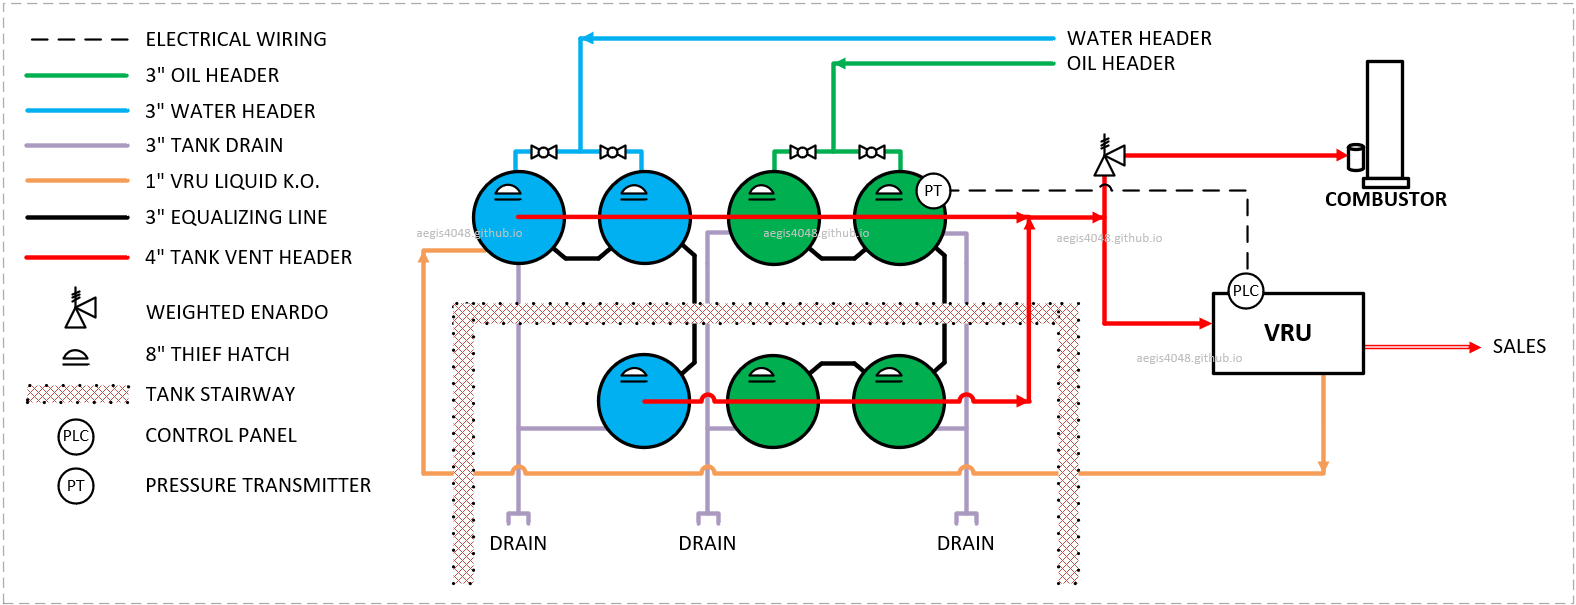 ELECTRICAL WIRING
3" OIL HEADER
3" WATER HEADER
3" TANK DRAIN
1" VRU LIQUID K.O.
3" EQUALIZING LINE
4" TANK VENT HEADER
WEIGHTED ENARDO
8" THIEF HATCH
TANK STAIRWAY
PLC CONTROL PANEL
PT PRESSURE TRANSMITTER
WATER HEADER
OIL HEADER
COMBUSTOR
PT
aegis4048.github.io
aegis4048.github.io
aegis4048.github.io
PLC
VRU
SALES
aegis4048.github.io
DRAIN
DRAIN
DRAIN